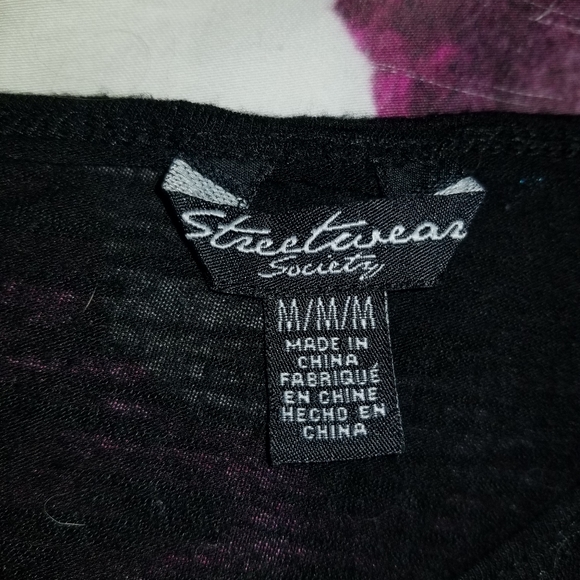 Streetwear
Society
M/M/M
MADE IN
CHINA
FABRIQUÉ
EN CHINE
HECHO EN
CHINA